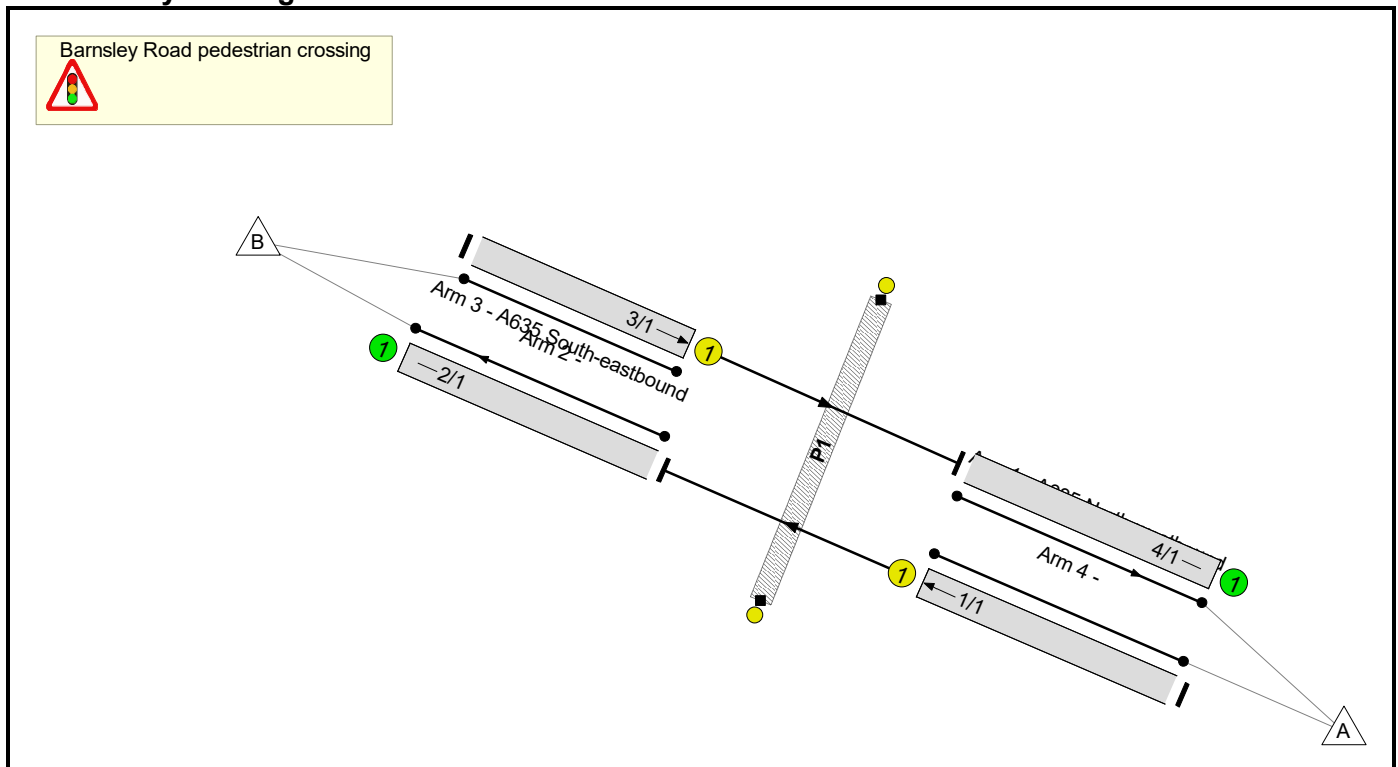 Barnsley Road pedestrian crossing
B
3/1
1
Arm 3 - A635 South-eastbound
Arm 2 -
1
2/1
P1
4/1
1
Arm 4 -
1
1/1
A